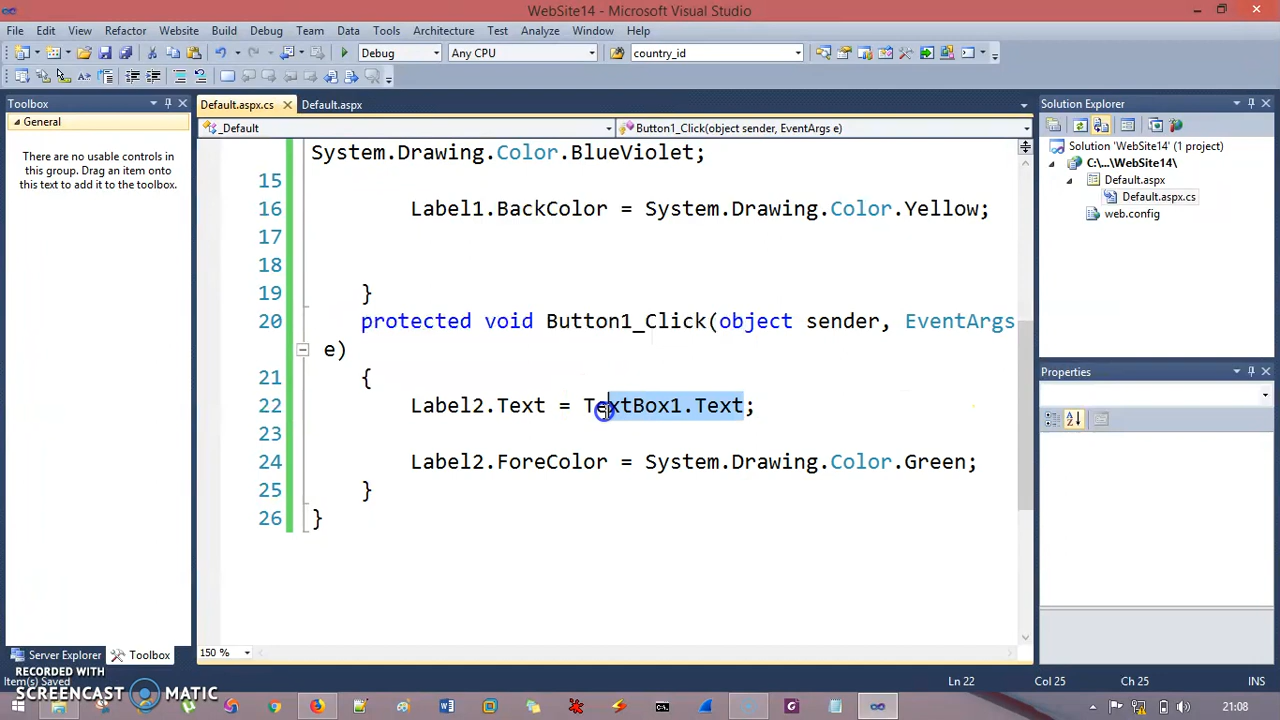 WebSite14 - Microsoft Visual Studio
File Edit View Refactor Website Build Debug Team Data Tools Architecture Test Analyze Window Help
Debug Any CPU country_id
Toolbox
General
There are no usable controls in
this group. Drag an item onto
this text to add it to the toolbox.
Server Explorer Toolbox
Default.aspx.cs Default.aspx
_Default Button1_Click(object sender, EventArgs e)
System.Drawing.Color.BlueViolet;
15
16 Label1.BackColor = System.Drawing.Color.Yellow;
17
18
19 }
20 protected void Button1_Click(object sender, EventArgs
e)
21 {
22 Label2.Text = TextBox1.Text;
23
24 Label2.ForeColor = System.Drawing.Color.Green;
25 }
26 }
150 %
Solution Explorer
Solution 'WebSite14' (1 project)
C:\...\WebSite14\
Default.aspx
Default.aspx.cs
web.config
Properties
Item(s) Saved Ln 22 Col 25 Ch 25 INS
RECORDED WITH
SCREENCAST MATIC
21:08